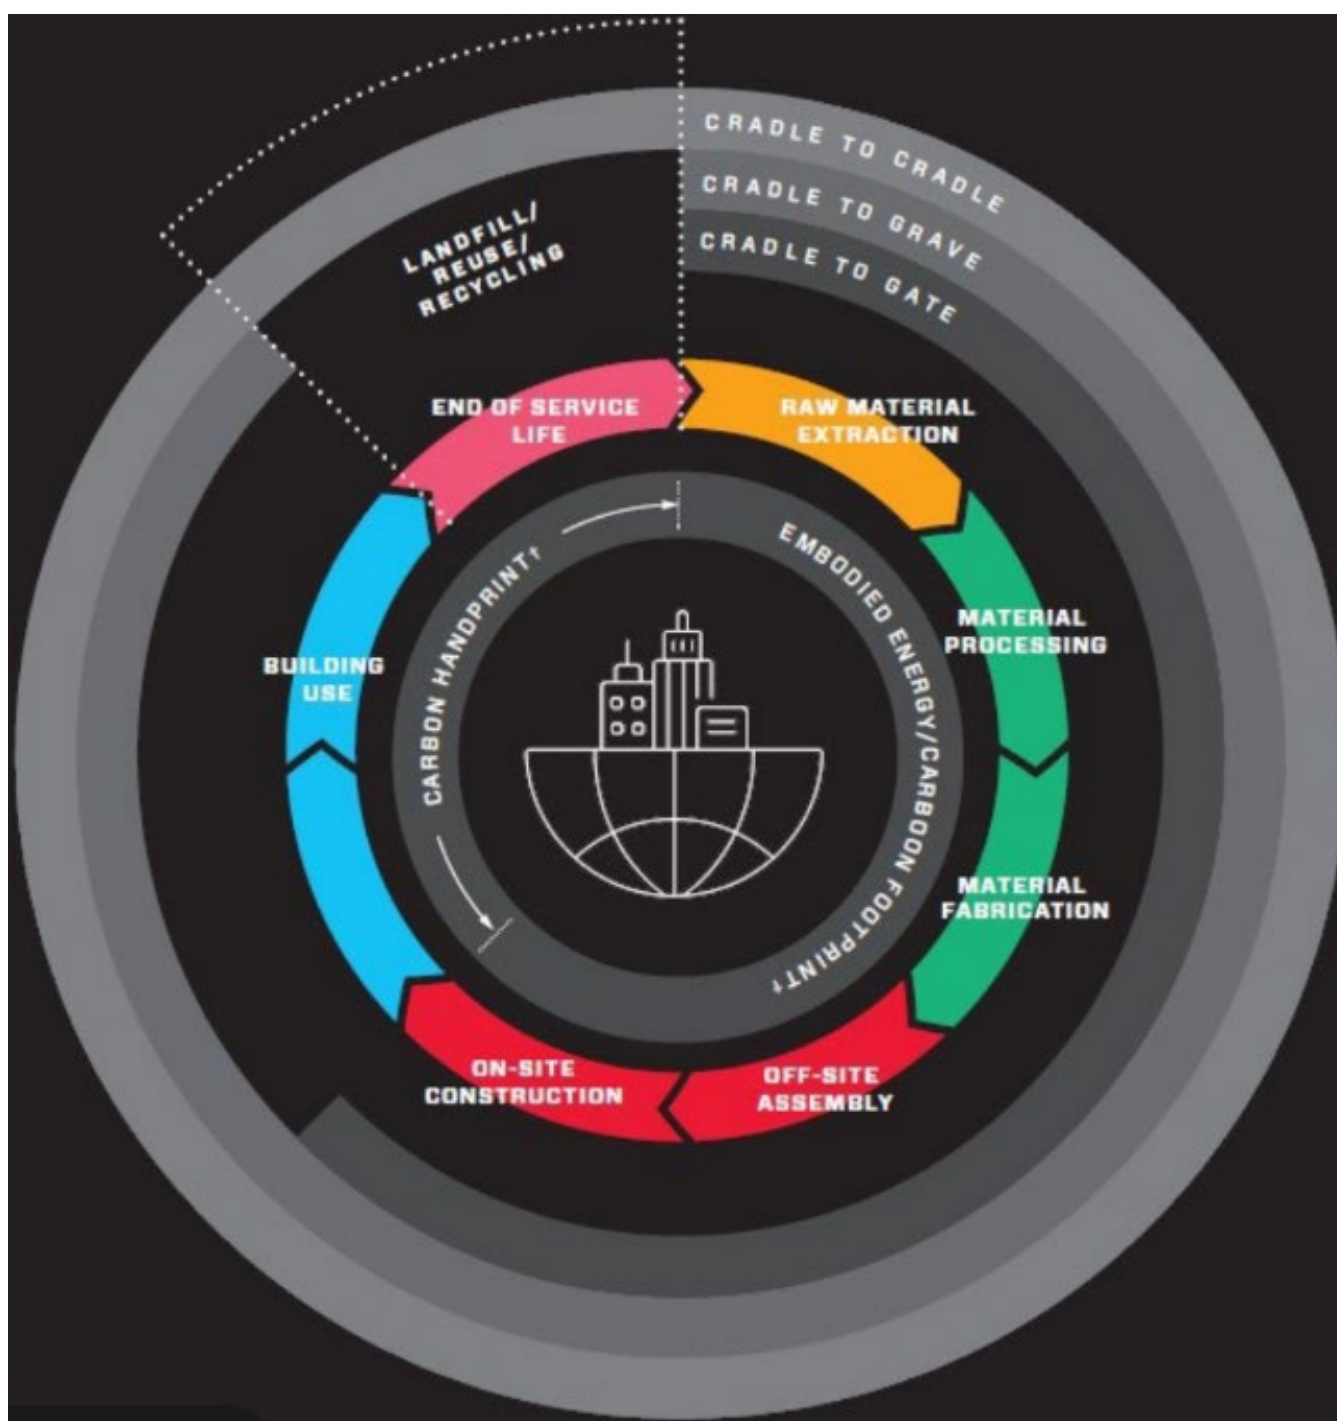 CRADLE TO CRADLE
CRADLE TO GRAVE
CRADLE TO GATE
LANDFILL/
REUSE/
RECYCLING
END OF SERVICE
LIFE
RAW MATERIAL
EXTRACTION
MATERIAL
PROCESSING
MATERIAL
FABRICATION
OFF-SITE
ASSEMBLY
ON-SITE
CONSTRUCTION
BUILDING
USE
CARBON HANDPRINT†
EMBODIED ENERGY/CARBOON FOOTPRINT†